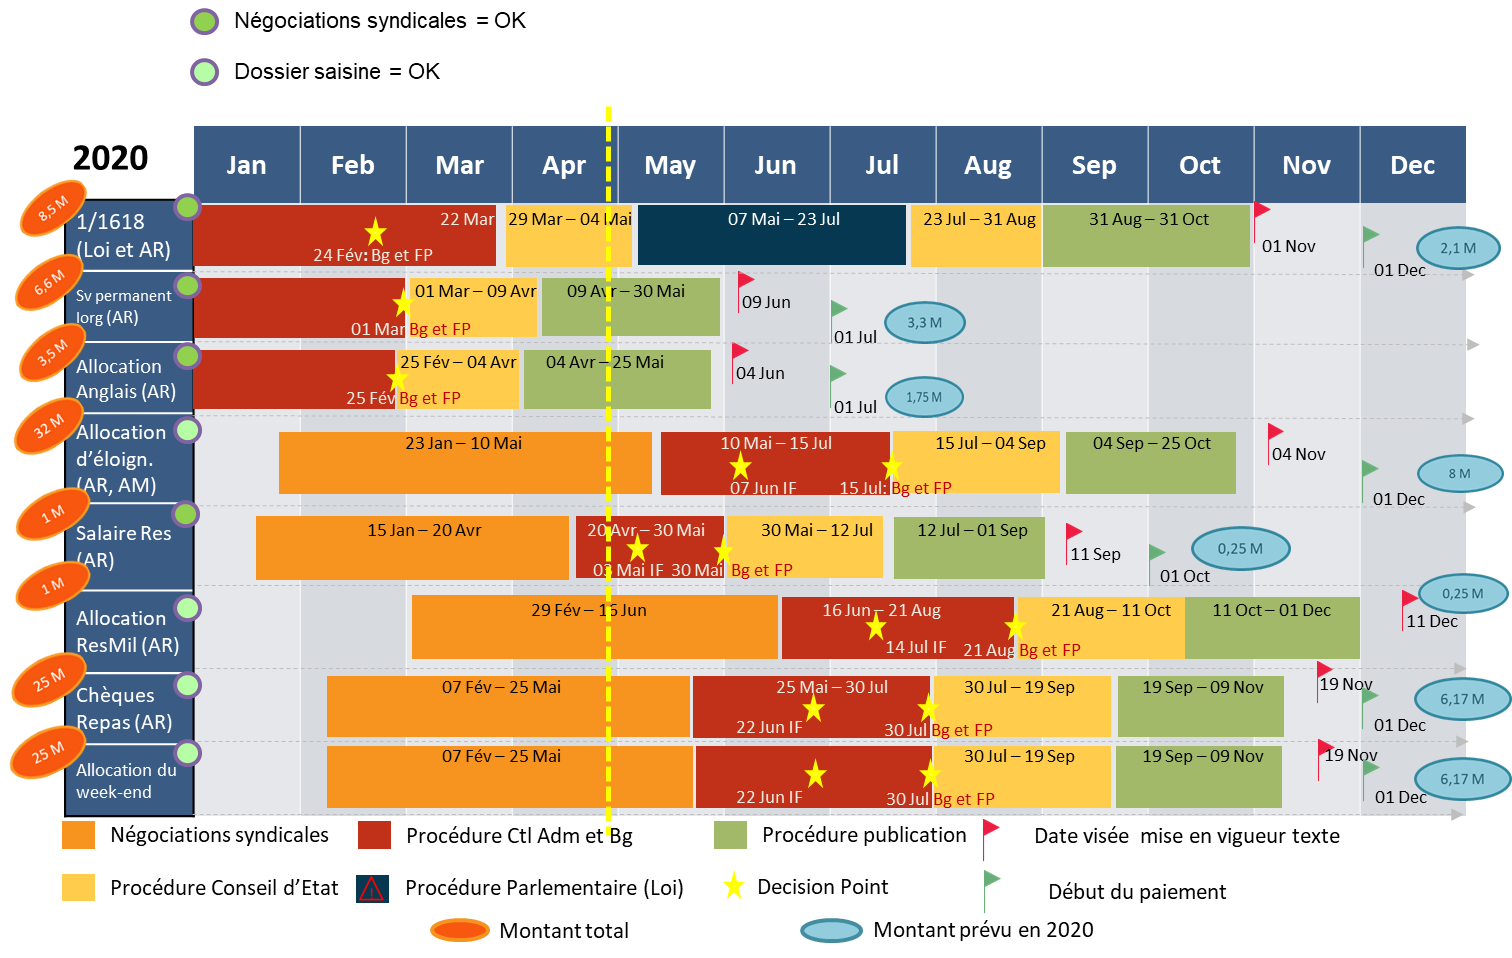 Négociations syndicales = OK
Dossier saisine = OK
2020
Jan
Feb
Mar
Apr
May
Jun
Jul
Aug
Sep
Oct
Nov
Dec
8,5 M
1/1618
(Loi et AR)
22 Mar
24 Fév: Bg et FP
29 Mar – 04 Mai
07 Mai – 23 Jul
23 Jul – 31 Aug
31 Aug – 31 Oct
01 Nov
01 Dec
2,1 M
6,6 M
Sv permanent
Iorg (AR)
01 Mar Bg et FP
01 Mar – 09 Avr
09 Avr – 30 Mai
09 Jun
01 Jul
3,3 M
3,5 M
Allocation
Anglais (AR)
25 Fév Bg et FP
25 Fév – 04 Avr
04 Avr – 25 Mai
04 Jun
01 Jul
1,75 M
32 M
Allocation
d’éloign.
(AR, AM)
23 Jan – 10 Mai
10 Mai – 15 Jul
07 Jun IF
15 Jul: Bg et FP
15 Jul – 04 Sep
04 Sep – 25 Oct
04 Nov
01 Dec
8 M
1 M
Salaire Res
(AR)
15 Jan – 20 Avr
20 Avr – 30 Mai
03 Mai IF
30 Mai Bg et FP
30 Mai – 12 Jul
12 Jul – 01 Sep
11 Sep
01 Oct
0,25 M
1 M
Allocation
ResMil (AR)
29 Fév – 16 Jun
16 Jun – 21 Aug
14 Jul IF
21 Aug Bg et FP
21 Aug – 11 Oct
11 Oct – 01 Dec
11 Dec
0,25 M
25 M
Chèques
Repas (AR)
07 Fév – 25 Mai
25 Mai – 30 Jul
22 Jun IF
30 Jul Bg et FP
30 Jul – 19 Sep
19 Sep – 09 Nov
19 Nov
01 Dec
6,17 M
25 M
Allocation du
week-end
07 Fév – 25 Mai
22 Jun IF
30 Jul Bg et FP
30 Jul – 19 Sep
19 Sep – 09 Nov
19 Nov
01 Dec
6,17 M
Négociations syndicales
Procédure Ctl Adm et Bg
Procédure publication
Date visée mise en vigueur texte
Procédure Conseil d’Etat
Procédure Parlementaire (Loi)
Decision Point
Début du paiement
Montant total
Montant prévu en 2020